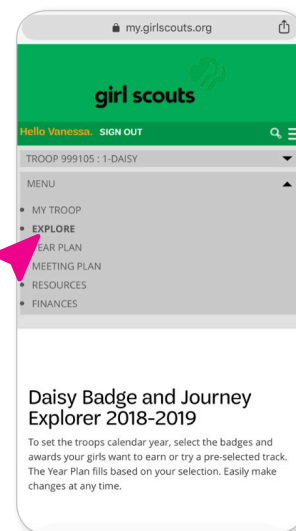 my.girlscouts.org
girl scouts
Hello Vanessa. SIGN OUT
TROOP 999105 : 1-DAISY
MENU
MY TROOP
EXPLORE
YEAR PLAN
MEETING PLAN
RESOURCES
FINANCES
Daisy Badge and Journey
Explorer 2018-2019
To set the troops calendar year, select the badges and
awards your girls want to earn or try a pre-selected track.
The Year Plan fills based on your selection. Easily make
changes at any time.